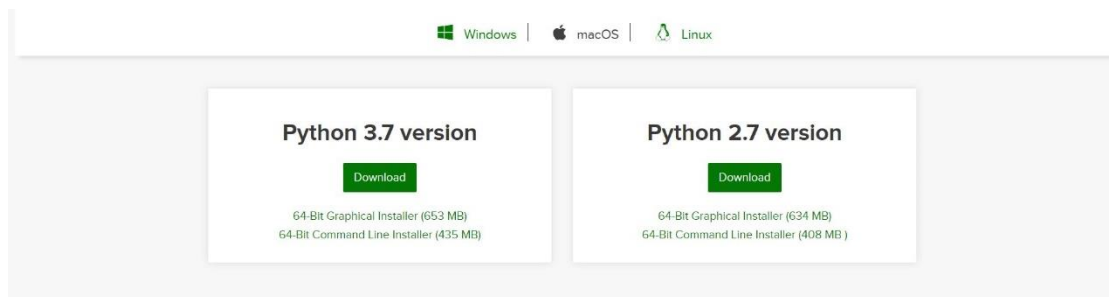 Windows | macOS | Linux
Python 3.7 version
Download
64-Bit Graphical Installer (653 MB)
64-Bit Command Line Installer (435 MB)
Python 2.7 version
Download
64-Bit Graphical Installer (634 MB)
64-Bit Command Line Installer (408 MB )